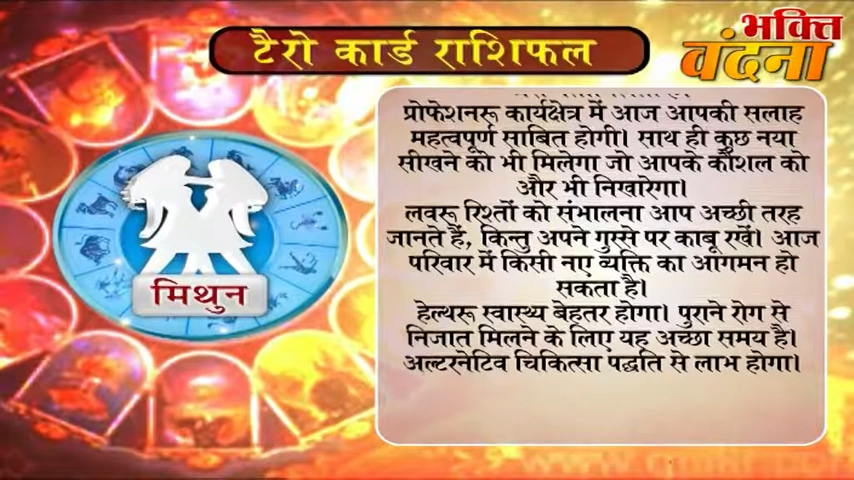 टैरो कार्ड राशिफल
भक्ति
वंदना
प्रोफेशनरू कार्यक्षेत्र में आज आपकी सलाह
महत्वपूर्ण साबित होगी। साथ ही कुछ नया
सीखने को भी मिलेगा जो आपके कौशल को
और भी निखारेगा।
लवरू रिश्तों को संभालना आप अच्छी तरह
जानते हैं, किन्तु अपने गुस्से पर काबू रखें। आज
परिवार में किसी नए व्यक्ति का आगमन हो
सकता है।
हेल्थरू स्वास्थ्य बेहतर होगा। पुराने रोग से
निजात मिलने के लिए यह अच्छा समय है।
अल्टरनेटिव चिकित्सा पद्धति से लाभ होगा।
मिथुन